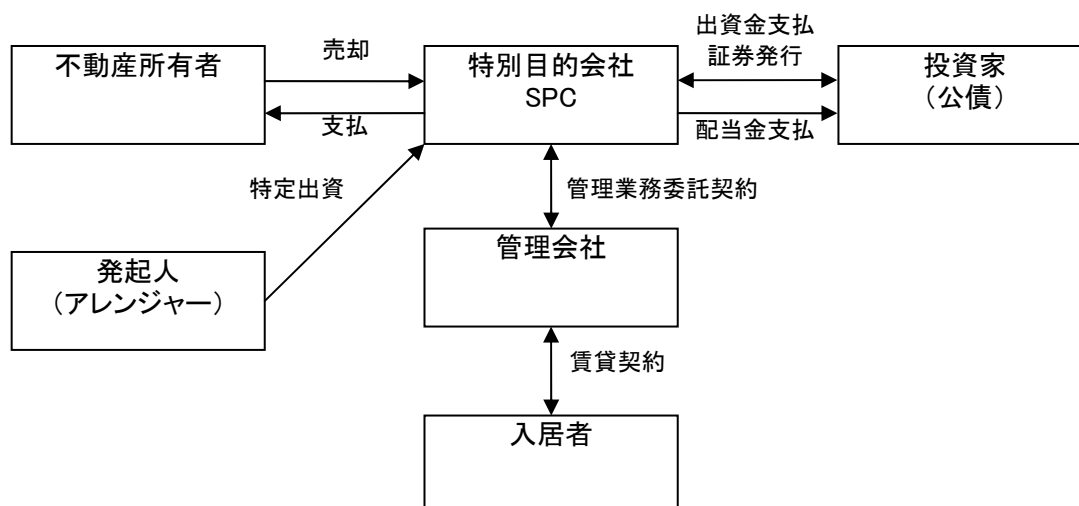 不動産所有者
売却
支払
特別目的会社
SPC
出資金支払
証券発行
配当金支払
投資家
（公債）
特定出資
管理業務委託契約
発起人
（アレンジャー）
管理会社
賃貸契約
入居者